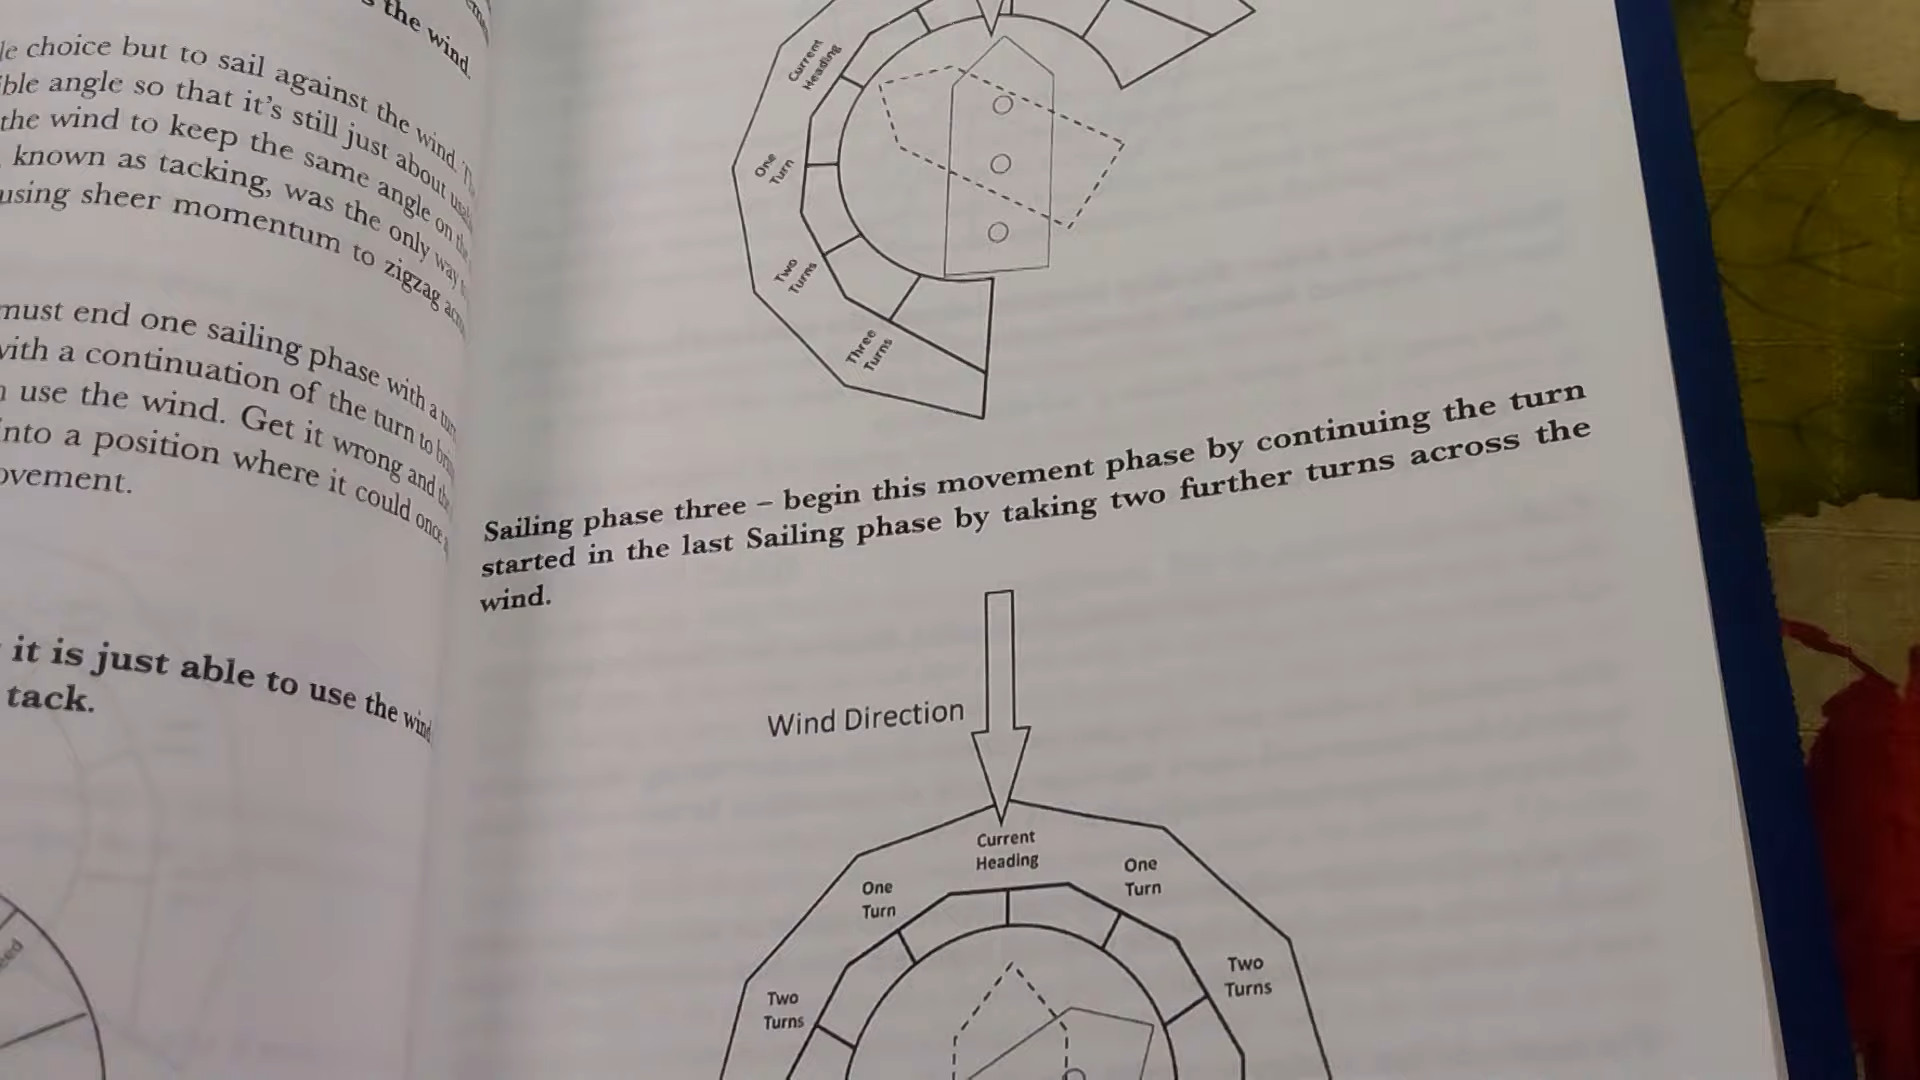 the wind.
choice but to sail against the wind.
angle so that it's still just about
the wind to keep the same angle on the
known as tacking, was the only way
using sheer momentum to zigzag
must end one sailing phase with a turn
with a continuation of the turn to
use the wind. Get it wrong and
into a position where it could once
it is just able to use the wind
tack.
Current
Heading
One
Turn
Two
Turns
Three
Turns
Sailing phase three – begin this movement phase by continuing the turn
started in the last Sailing phase by taking two further turns across the
wind.
Wind Direction
Current
Heading
One
Turn
One
Turn
Two
Turns
Two
Turns